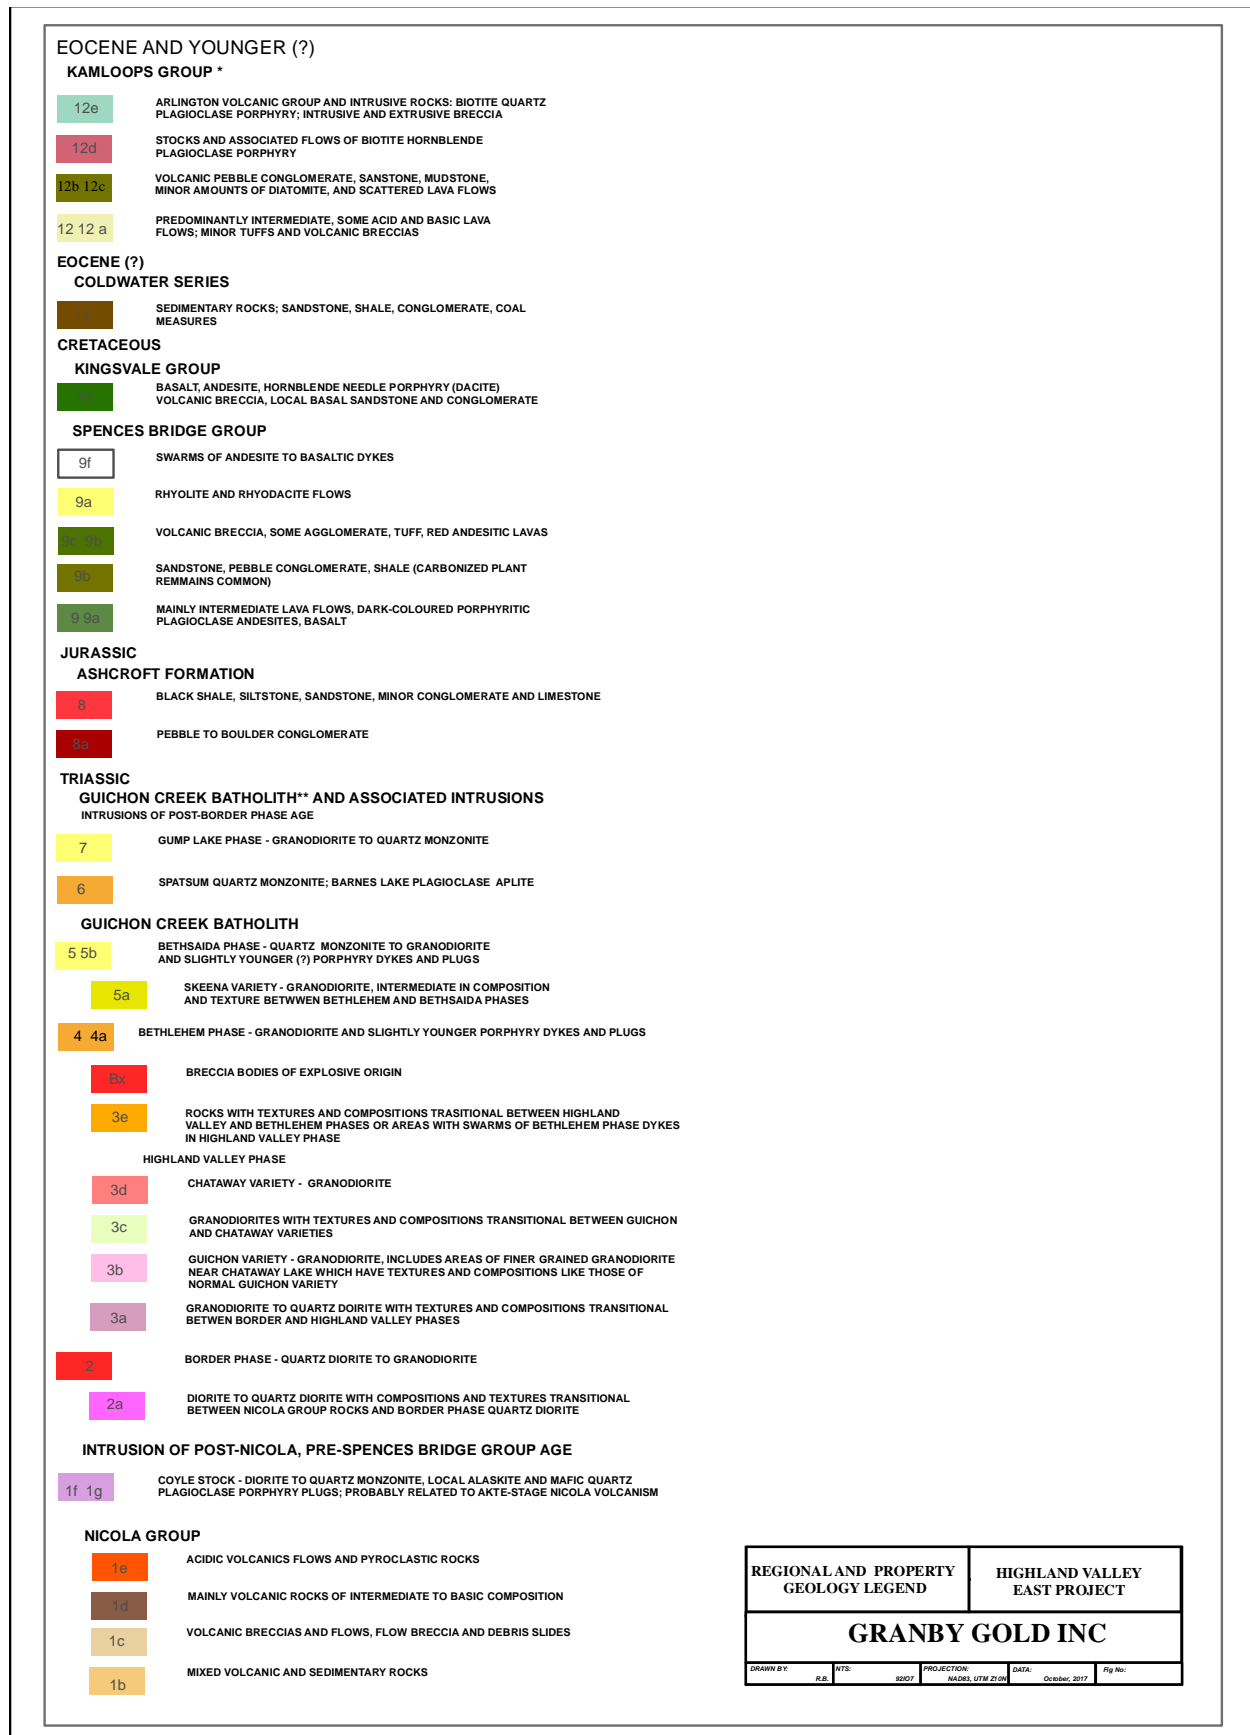 EOCENE AND YOUNGER (?)
KAMLOOPS GROUP *
12e
ARLINGTON VOLCANIC GROUP AND INTRUSIVE ROCKS: BIOTITE QUARTZ
PLAGIOCLASE PORPHYRY; INTRUSIVE AND EXTRUSIVE BRECCIA
12d
STOCKS AND ASSOCIATED FLOWS OF BIOTITE HORNBLENDE
PLAGIOCLASE PORPHYRY
12b 12c
VOLCANIC PEBBLE CONGLOMERATE, SANSTONE, MUDSTONE,
MINOR AMOUNTS OF DIATOMITE, AND SCATTERED LAVA FLOWS
12 12 a
PREDOMINANTLY INTERMEDIATE, SOME ACID AND BASIC LAVA
FLOWS; MINOR TUFFS AND VOLCANIC BRECCIAS
EOCENE (?)
COLDWATER SERIES
11
SEDIMENTARY ROCKS; SANDSTONE, SHALE, CONGLOMERATE, COAL
MEASURES
CRETACEOUS
KINGSVALE GROUP
10
BASALT, ANDESITE, HORNBLENDE NEEDLE PORPHYRY (DACITE)
VOLCANIC BRECCIA, LOCAL BASAL SANDSTONE AND CONGLOMERATE
SPENCES BRIDGE GROUP
9f
SWARMS OF ANDESITE TO BASALTIC DYKES
9a
RHYOLITE AND RHYODACITE FLOWS
9c 9b
VOLCANIC BRECCIA, SOME AGGLOMERATE, TUFF, RED ANDESITIC LAVAS
9b
SANDSTONE, PEBBLE CONGLOMERATE, SHALE (CARBONIZED PLANT
REMMAINS COMMON)
9 9a
MAINLY INTERMEDIATE LAVA FLOWS, DARK-COLOURED PORPHYRITIC
PLAGIOCLASE ANDESITES, BASALT
JURASSIC
ASHCROFT FORMATION
8
BLACK SHALE, SILTSTONE, SANDSTONE, MINOR CONGLOMERATE AND LIMESTONE
8a
PEBBLE TO BOULDER CONGLOMERATE
TRIASSIC
GUICHON CREEK BATHOLITH** AND ASSOCIATED INTRUSIONS
INTRUSIONS OF POST-BORDER PHASE AGE
7
GUMP LAKE PHASE - GRANODIORITE TO QUARTZ MONZONITE
6
SPATSUM QUARTZ MONZONITE; BARNES LAKE PLAGIOCLASE APLITE
GUICHON CREEK BATHOLITH
5 5b
BETHSAIDA PHASE - QUARTZ MONZONITE TO GRANODIORITE
AND SLIGHTLY YOUNGER (?) PORPHYRY DYKES AND PLUGS
5a
SKEENA VARIETY - GRANODIORITE, INTERMEDIATE IN COMPOSITION
AND TEXTURE BETWWEN BETHLEHEM AND BETHSAIDA PHASES
4 4a
BETHLEHEM PHASE - GRANODIORITE AND SLIGHTLY YOUNGER PORPHYRY DYKES AND PLUGS
Bx
BRECCIA BODIES OF EXPLOSIVE ORIGIN
3e
ROCKS WITH TEXTURES AND COMPOSITIONS TRASITIONAL BETWEEN HIGHLAND
VALLEY AND BETHLEHEM PHASES OR AREAS WITH SWARMS OF BETHLEHEM PHASE DYKES
IN HIGHLAND VALLEY PHASE
HIGHLAND VALLEY PHASE
3d
CHATAWAY VARIETY - GRANODIORITE
3c
GRANODIORITES WITH TEXTURES AND COMPOSITIONS TRANSITIONAL BETWEEN GUICHON
AND CHATAWAY VARIETIES
3b
GUICHON VARIETY - GRANODIORITE, INCLUDES AREAS OF FINER GRAINED GRANODIORITE
NEAR CHATAWAY LAKE WHICH HAVE TEXTURES AND COMPOSITIONS LIKE THOSE OF
NORMAL GUICHON VARIETY
3a
GRANODIORITE TO QUARTZ DOIRITE WITH TEXTURES AND COMPOSITIONS TRANSITIONAL
BETWEN BORDER AND HIGHLAND VALLEY PHASES
2
BORDER PHASE - QUARTZ DIORITE TO GRANODIORITE
2a
DIORITE TO QUARTZ DIORITE WITH COMPOSITIONS AND TEXTURES TRANSITIONAL
BETWEEN NICOLA GROUP ROCKS AND BORDER PHASE QUARTZ DIORITE
INTRUSION OF POST-NICOLA, PRE-SPENCES BRIDGE GROUP AGE
1f 1g
COYLE STOCK - DIORITE TO QUARTZ MONZONITE, LOCAL ALASKITE AND MAFIC QUARTZ
PLAGIOCLASE PORPHYRY PLUGS; PROBABLY RELATED TO AKTE-STAGE NICOLA VOLCANISM
NICOLA GROUP
1e
ACIDIC VOLCANICS FLOWS AND PYROCLASTIC ROCKS
1d
MAINLY VOLCANIC ROCKS OF INTERMEDIATE TO BASIC COMPOSITION
1c
VOLCANIC BRECCIAS AND FLOWS, FLOW BRECCIA AND DEBRIS SLIDES
1b
MIXED VOLCANIC AND SEDIMENTARY ROCKS
REGIONAL AND PROPERTY
GEOLOGY LEGEND
HIGHLAND VALLEY
EAST PROJECT
GRANBY GOLD INC
DRAWN BY:
R.B.
NTS:
92/O7
PROJECTION:
NAD83, UTM Z10N
DATA:
October, 2017
Fig No: